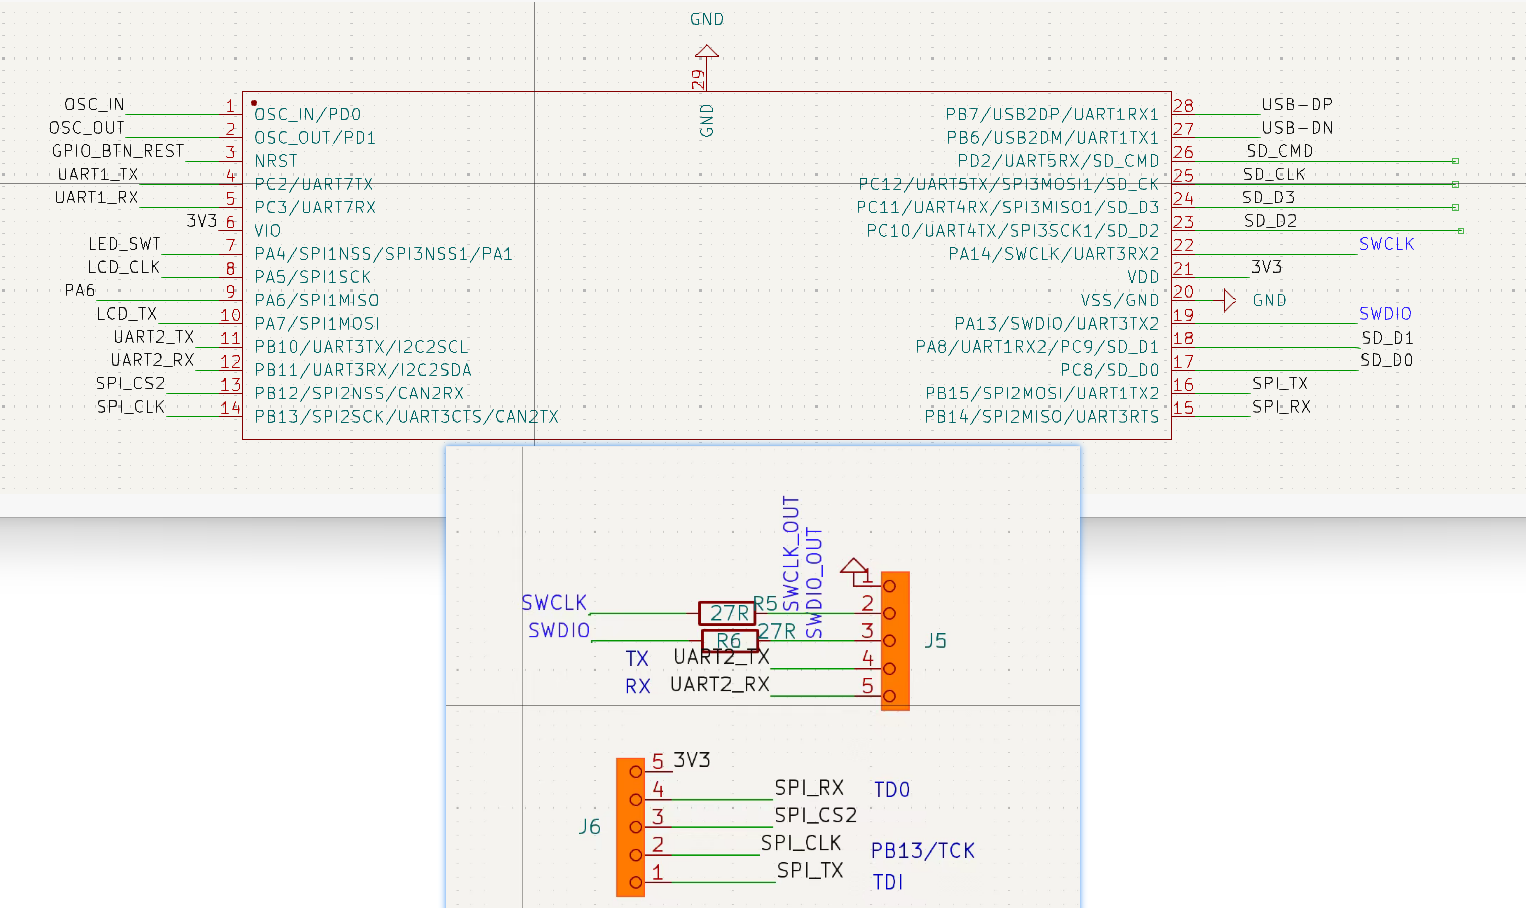 GND
29
GND
OSC_IN 1 OSC_IN/PD0 PB7/USB2DP/UART1RX1 28 USB-DP
OSC_OUT 2 OSC_OUT/PD1 PB6/USB2DM/UART1TX1 27 USB-DN
GPIO_BTN_REST 3 NRST PD2/UART5RX/SD_CMD 26 SD_CMD
UART1_TX 4 PC2/UART7TX PC12/UART5TX/SPI3MOSI1/SD_CK 25 SD_CLK
UART1_RX 5 PC3/UART7RX PC11/UART4RX/SPI3MISO1/SD_D3 24 SD_D3
3V3 6 VIO PC10/UART4TX/SPI3SCK1/SD_D2 23 SD_D2
LED_SWT 7 PA4/SPI1NSS/SPI3NSS1/PA1 PA14/SWCLK/UART3RX2 22 SWCLK
LCD_CLK 8 PA5/SPI1SCK VDD 21 3V3
PA6 9 PA6/SPI1MISO VSS/GND 20 GND
LCD_TX 10 PA7/SPI1MOSI PA13/SWDIO/UART3TX2 19 SWDIO
UART2_TX 11 PB10/UART3TX/I2C2SCL PA8/UART1RX2/PC9/SD_D1 18 SD_D1
UART2_RX 12 PB11/UART3RX/I2C2SDA PC8/SD_D0 17 SD_D0
SPI_CS2 13 PB12/SPI2NSS/CAN2RX PB15/SPI2MOSI/UART1TX2 16 SPI_TX
SPI_CLK 14 PB13/SPI2SCK/UART3CTS/CAN2TX PB14/SPI2MISO/UART3RTS 15 SPI_RX
SWCLK_OUT
SWDIO_OUT
1
SWCLK 27R R5 2
SWDIO R6 27R 3 J5
TX UART2_TX 4
RX UART2_RX 5
5 3V3
4 SPI_RX TD0
J6 3 SPI_CS2
2 SPI_CLK PB13/TCK
1 SPI_TX TDI